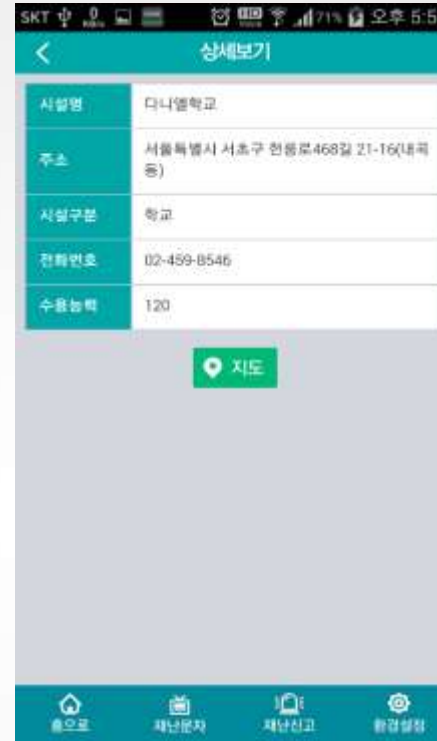 SKT 71% 오후 5:5
상세보기
시설명 다니엘학교
주소 서울특별시 서초구 헌릉로468길 21-16(내곡
동)
시설구분 학교
전화번호 02-459-8546
수용능력 120
지도
홈으로 재난문자 재난신고 환경설정